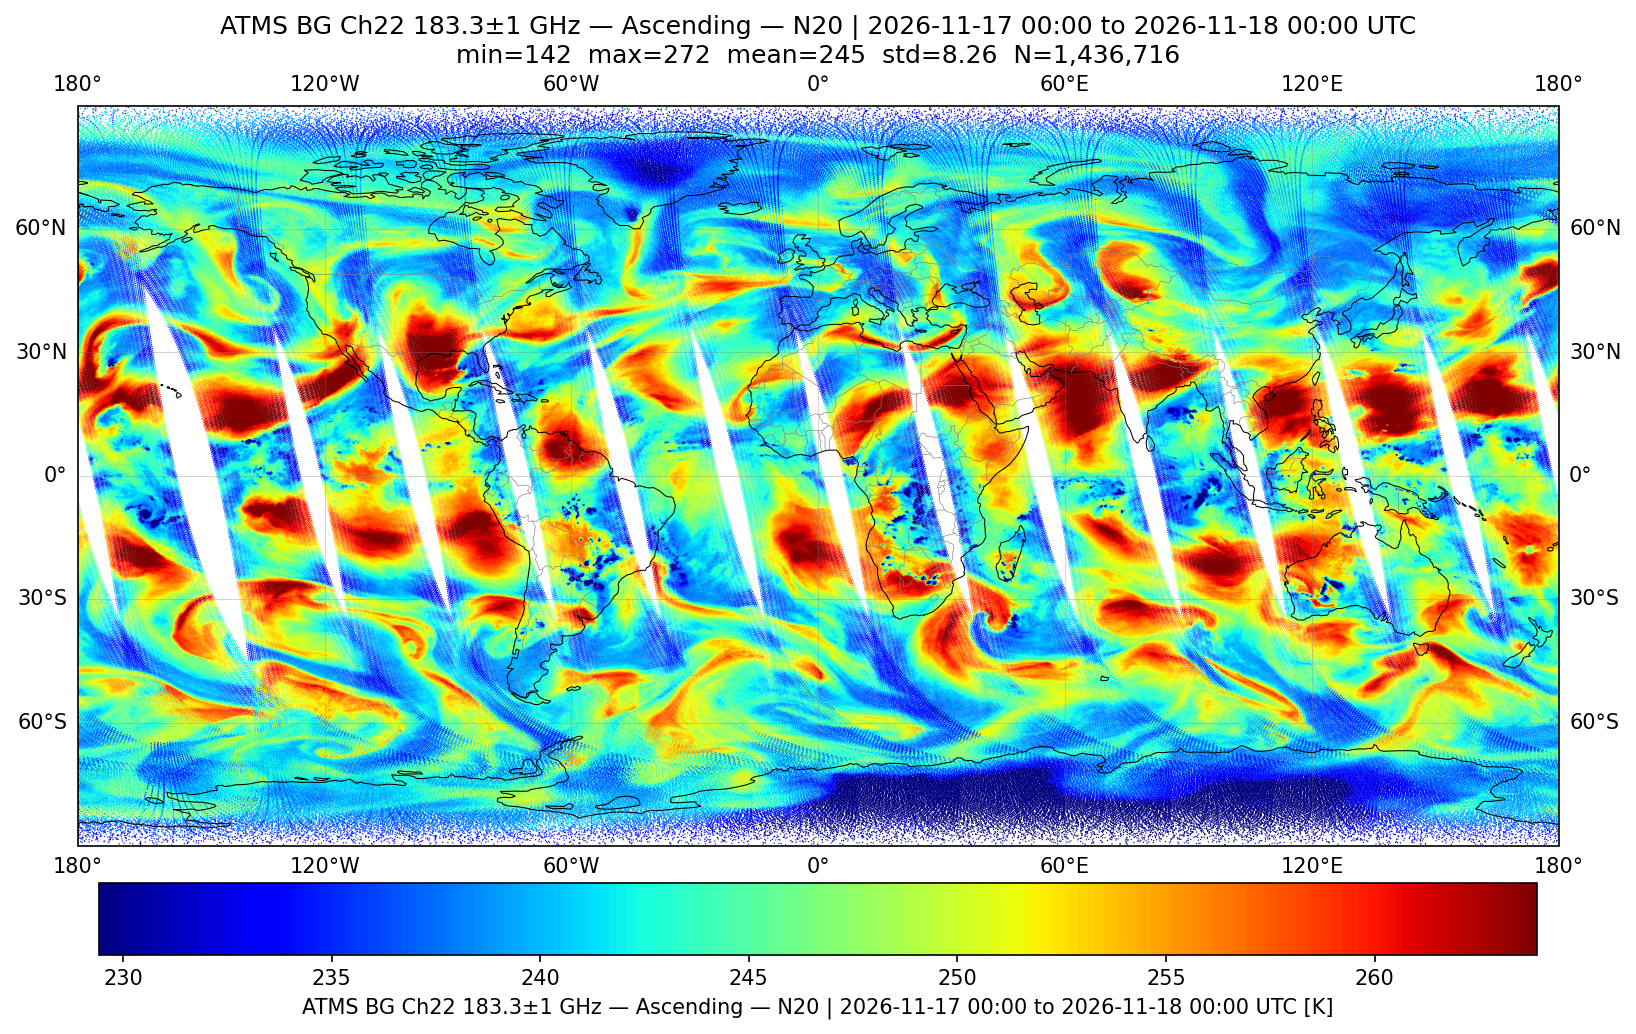 ATMS BG Ch22 183.3±1 GHz — Ascending — N20 | 2026-11-17 00:00 to 2026-11-18 00:00 UTC
min=142 max=272 mean=245 std=8.26 N=1,436,716
180° 120°W 60°W 0° 60°E 120°E 180°
60°N 60°N
30°N 30°N
0° 0°
30°S 30°S
60°S 60°S
180° 120°W 60°W 0° 60°E 120°E 180°
230 235 240 245 250 255 260
ATMS BG Ch22 183.3±1 GHz — Ascending — N20 | 2026-11-17 00:00 to 2026-11-18 00:00 UTC [K]